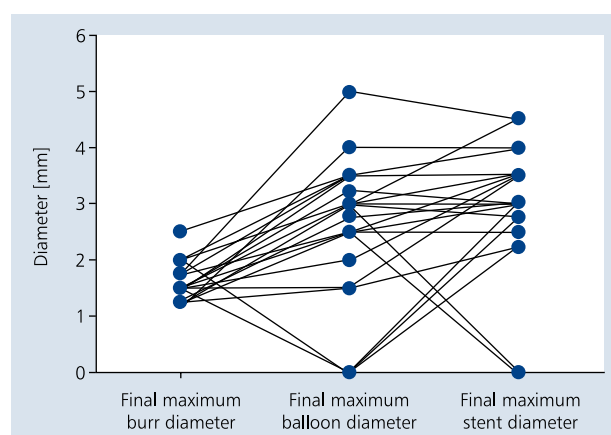 6
5
4
3
2
1
0
Diameter [mm]
Final maximum
burr diameter
Final maximum
balloon diameter
Final maximum
stent diameter